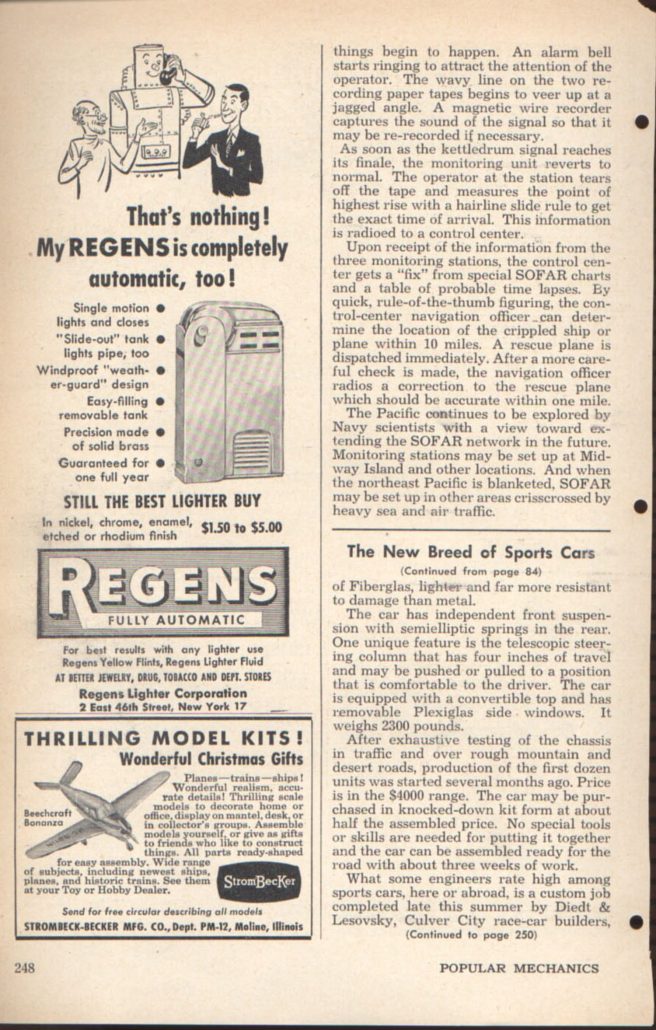 That's nothing!
My REGENS is completely
automatic, too!
Single motion
lights and closes
"Slide-out" tank
lights pipe, too
Windproof "weath-
er-guard" design
Easy-filling
removable tank
Precision made
of solid brass
Guaranteed for
one full year
STILL THE BEST LIGHTER BUY
In nickel, chrome, enamel,
etched or rhodium finish
$1.50 to $5.00
REGENS
FULLY AUTOMATIC
For best results with any lighter use
Regens Yellow Flints, Regens Lighter Fluid
AT BETTER JEWELRY, DRUG, TOBACCO AND DEPT. STORES
Regens Lighter Corporation
2 East 46th Street, New York 17
THRILLING MODEL KITS!
Wonderful Christmas Gifts
Beechcraft
Bonanza
Planes—trains—ships!
Wonderful realism, accu-
rate details! Thrilling scale
models to decorate home or
office, display on mantel, desk, or
in collector's groups. Assemble
models yourself, or give as gifts
to friends who like to construct
things. All parts ready-shaped
for easy assembly. Wide range
of subjects, including newest ships,
planes, and historic trains. See them
at your Toy or Hobby Dealer.
StromBecKer
Send for free circular describing all models
STROMBECK-BECKER MFG. CO., Dept. PM-12, Moline, Illinois
things begin to happen. An alarm bell
starts ringing to attract the attention of the
operator. The wavy line on the two re-
cording paper tapes begins to veer up at a
jagged angle. A magnetic wire recorder
captures the sound of the signal so that it
may be re-recorded if necessary.
As soon as the kettledrum signal reaches
its finale, the monitoring unit reverts to
normal. The operator at the station tears
off the tape and measures the point of
highest rise with a hairline slide rule to get
the exact time of arrival. This information
is radioed to a control center.
Upon receipt of the information from the
three monitoring stations, the control cen-
ter gets a "fix" from special SOFAR charts
and a table of probable time lapses. By
quick, rule-of-the-thumb figuring, the con-
trol-center navigation officer can deter-
mine the location of the crippled ship or
plane within 10 miles. A rescue plane is
dispatched immediately. After a more care-
ful check is made, the navigation officer
radios a correction to the rescue plane
which should be accurate within one mile.
The Pacific continues to be explored by
Navy scientists with a view toward ex-
tending the SOFAR network in the future.
Monitoring stations may be set up at Mid-
way Island and other locations. And when
the northeast Pacific is blanketed, SOFAR
may be set up in other areas crisscrossed by
heavy sea and air traffic.
The New Breed of Sports Cars
(Continued from page 84)
of Fiberglas, lighter and far more resistant
to damage than metal.
The car has independent front suspen-
sion with semielliptic springs in the rear.
One unique feature is the telescopic steer-
ing column that has four inches of travel
and may be pushed or pulled to a position
that is comfortable to the driver. The car
is equipped with a convertible top and has
removable Plexiglas side windows. It
weighs 2300 pounds.
After exhaustive testing of the chassis
in traffic and over rough mountain and
desert roads, production of the first dozen
units was started several months ago. Price
is in the $4000 range. The car may be pur-
chased in knocked-down kit form at about
half the assembled price. No special tools
or skills are needed for putting it together
and the car can be assembled ready for the
road with about three weeks of work.
What some engineers rate high among
sports cars, here or abroad, is a custom job
completed late this summer by Diedt &
Lesovsky, Culver City race-car builders,
(Continued to page 250)
248
POPULAR MECHANICS